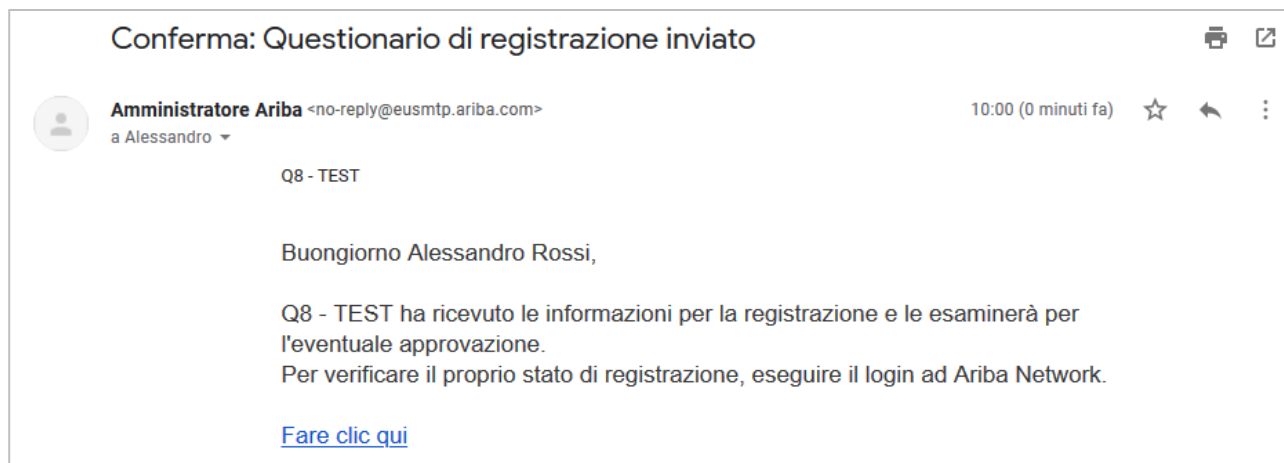 Conferma: Questionario di registrazione inviato
Amministratore Ariba <no-reply@eusmtp.ariba.com> 10:00 (0 minuti fa)
a Alessandro
Q8 - TEST
Buongiorno Alessandro Rossi,
Q8 - TEST ha ricevuto le informazioni per la registrazione e le esaminerà per
l'eventuale approvazione.
Per verificare il proprio stato di registrazione, eseguire il login ad Ariba Network.
Fare clic qui